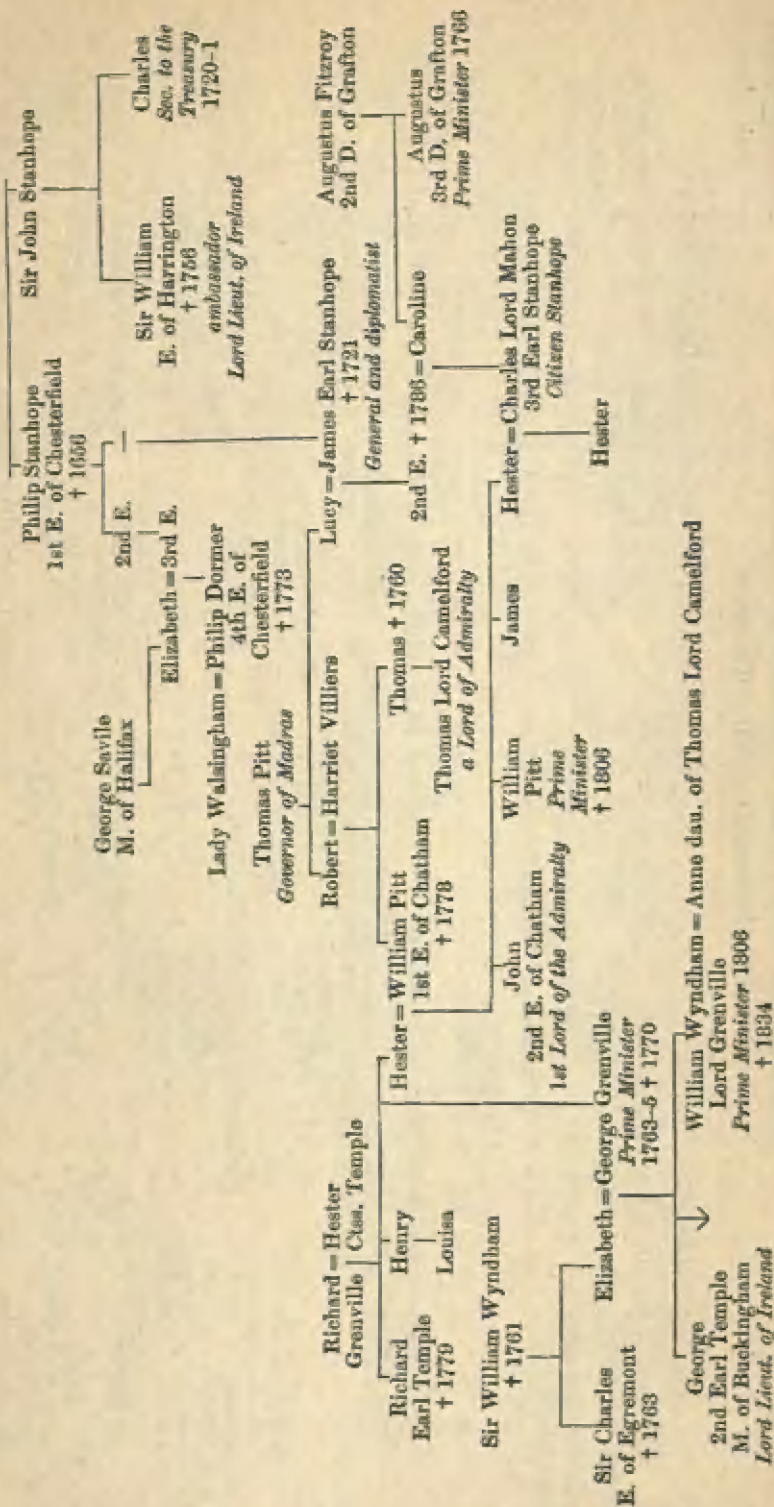 Philip Stanhope
1st E. of Chesterfield
† 1656
Sir John Stanhope
George Savile
M. of Halifax
2nd E.
—
Sir William
E. of Harrington
† 1756
ambassador
Lord Lieut. of Ireland
Charles
Sec. to the
Treasury
1720-1
Elizabeth = 3rd E.
Lady Walsingham = Philip Dormer
4th E. of
Chesterfield
† 1773
Thomas Pitt
Governor of Madras
Robert = Harriet Villiers
Lucy = James Earl Stanhope
† 1721
General and diplomatist
Augustus Fitzroy
2nd D. of Grafton
Richard = Hester
Grenville Ctss. Temple
Hester = William Pitt
1st E. of Chatham
† 1778
Thomas † 1760
2nd E. † 1786 = Caroline
Augustus
3rd D. of Grafton
Prime Minister 1766
Richard
Earl Temple
† 1779
Henry
Louisa
Thomas Lord Camelford
a Lord of Admiralty
Sir William Wyndham
† 1761
John
2nd E. of Chatham
1st Lord of the Admiralty
William
Pitt
Prime
Minister
† 1806
James
Hester = Charles Lord Mahon
3rd Earl Stanhope
Citizen Stanhope
Sir Charles
E. of Egremont
† 1763
Elizabeth = George Grenville
Prime Minister
1763-5 † 1770
Hester
George
2nd Earl Temple
M. of Buckingham
Lord Lieut. of Ireland
William Wyndham = Anne dau. of Thomas Lord Camelford
Lord Grenville
Prime Minister 1806
† 1834